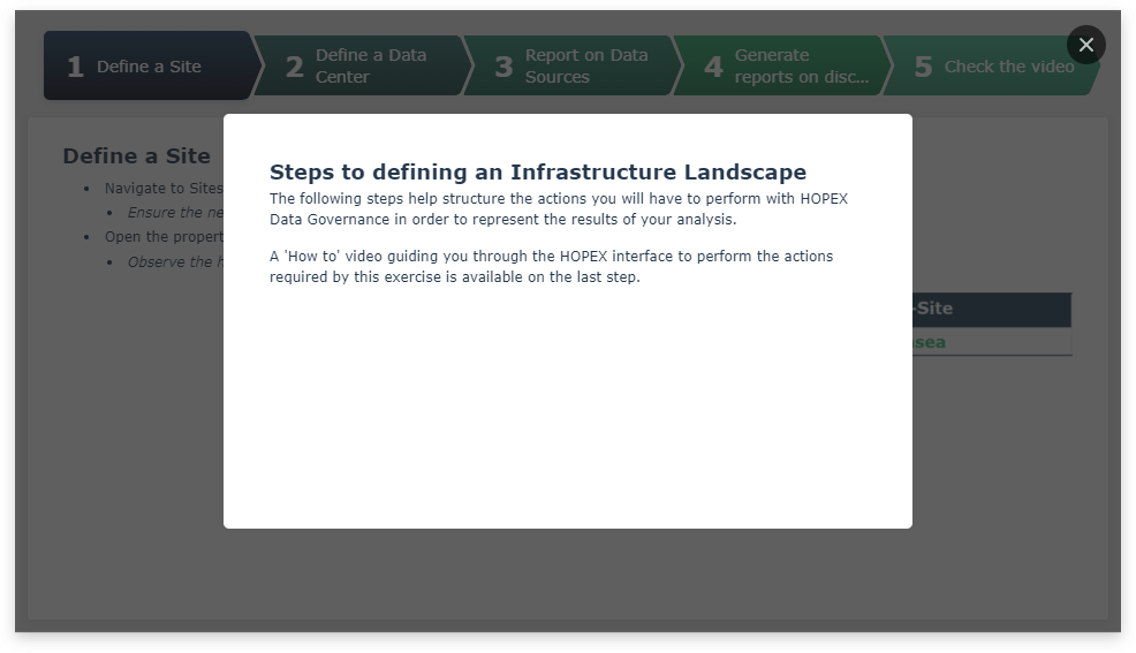 1 Define a Site
2 Define a Data
Center
3 Report on Data
Sources
4 Generate
reports on disc...
5 Check the video
Define a Site
Navigate to Sites
Ensure the ne
Open the propert
Observe the h
Steps to defining an Infrastructure Landscape
The following steps help structure the actions you will have to perform with HOPEX
Data Governance in order to represent the results of your analysis.
A 'How to' video guiding you through the HOPEX interface to perform the actions
required by this exercise is available on the last step.
-Site
sea